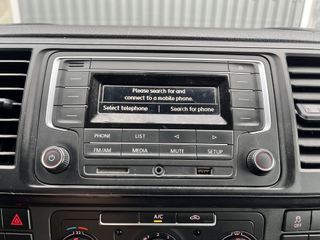 Please search for and
connect to a mobile phone.
Select telephone Search for phone
PHONE LIST
FM/AM MEDIA MUTE SETUP
A/C
OFF